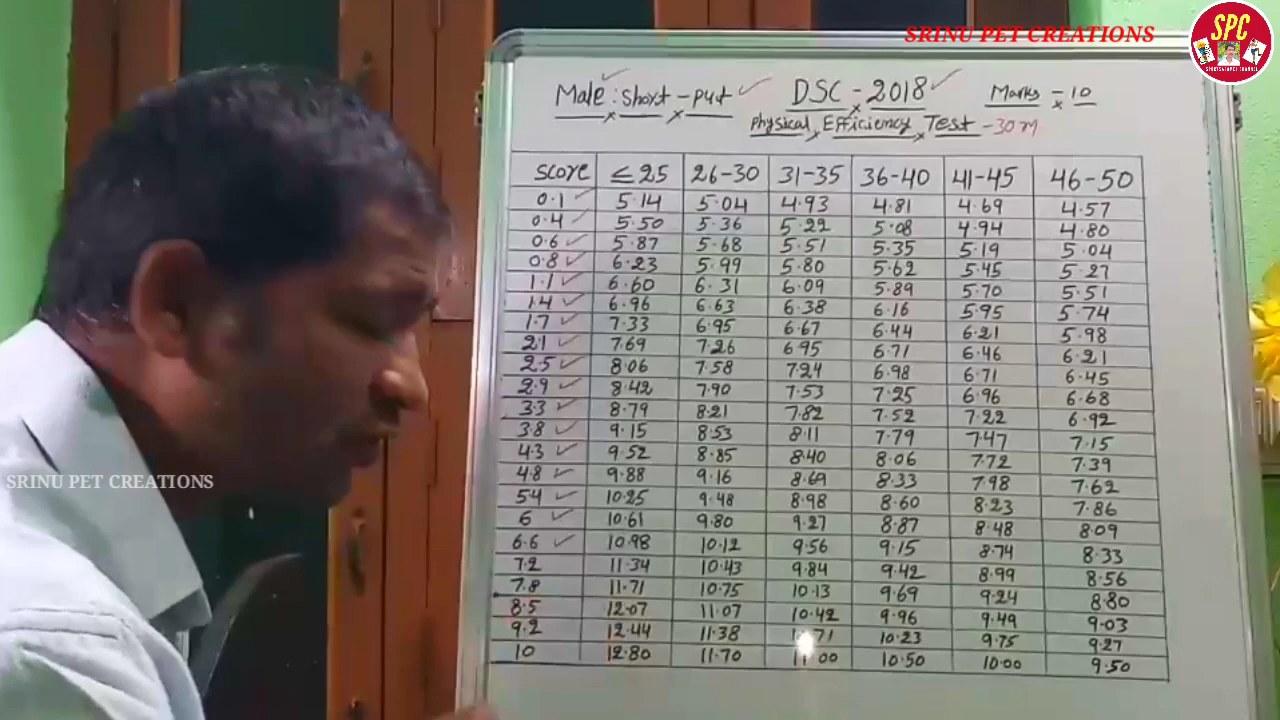 SRINU PET CREATIONS
SPC
Male : Short - Put DSC - 2018 Marks - 10
Physical Efficiency Test - 30 M
score ≤ 25 26-30 31-35 36-40 41-45 46-50
0.1 5.14 5.04 4.93 4.81 4.69 4.57
0.4 5.50 5.36 5.22 5.08 4.94 4.80
0.6 5.87 5.68 5.51 5.35 5.19 5.04
0.8 6.23 5.99 5.80 5.62 5.45 5.27
1.1 6.60 6.31 6.09 5.89 5.70 5.51
1.4 6.96 6.63 6.38 6.16 5.95 5.74
1.7 7.33 6.95 6.67 6.44 6.21 5.98
2.1 7.69 7.26 6.95 6.71 6.46 6.21
2.5 8.06 7.58 7.24 6.98 6.71 6.45
2.9 8.42 7.90 7.53 7.25 6.96 6.68
3.3 8.79 8.21 7.82 7.52 7.22 6.92
3.8 9.15 8.53 8.11 7.79 7.47 7.15
4.3 9.52 8.85 8.40 8.06 7.72 7.39
4.8 9.88 9.16 8.69 8.33 7.98 7.62
5.4 10.25 9.48 8.98 8.60 8.23 7.86
6 10.61 9.80 9.27 8.87 8.48 8.09
6.6 10.98 10.12 9.56 9.15 8.74 8.33
7.2 11.34 10.43 9.84 9.42 8.99 8.56
7.8 11.71 10.75 10.13 9.69 9.24 8.80
8.5 12.07 11.07 10.42 9.96 9.49 9.03
9.2 12.44 11.38 10.23 9.75 9.27
10 12.80 11.70 11.00 10.50 10.00 9.50
SRINU PET CREATIONS